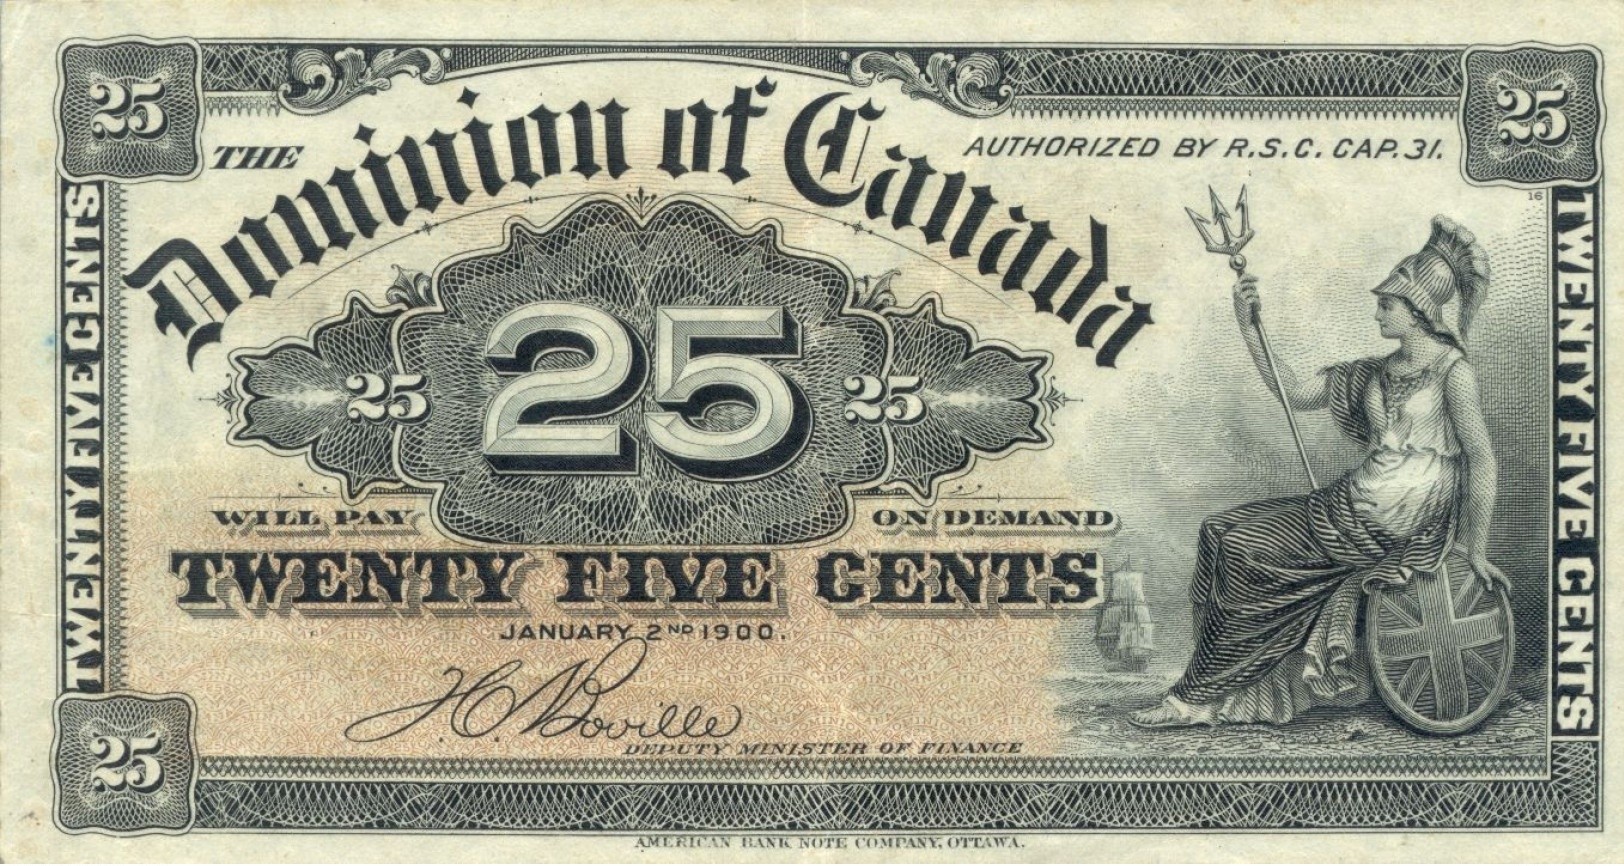 25
25
THE
Dominion of Canada
AUTHORIZED BY R.S.C. CAP. 31.
16
TWENTY FIVE CENTS
TWENTY FIVE CENTS
25
25
25
WILL PAY
ON DEMAND
TWENTY FIVE CENTS
JANUARY 2ND 1900.
H.C. Boville
DEPUTY MINISTER OF FINANCE
25
AMERICAN BANK NOTE COMPANY, OTTAWA.